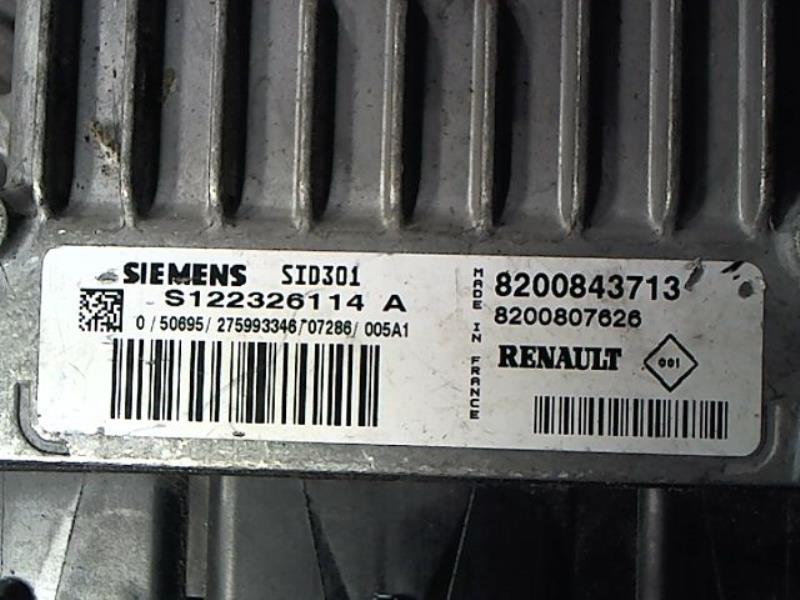 SIEMENS SID301
S122326114 A
0/50695/275993346/07286/005A1
MADE IN FRANCE
8200843713
8200807626
RENAULT 001